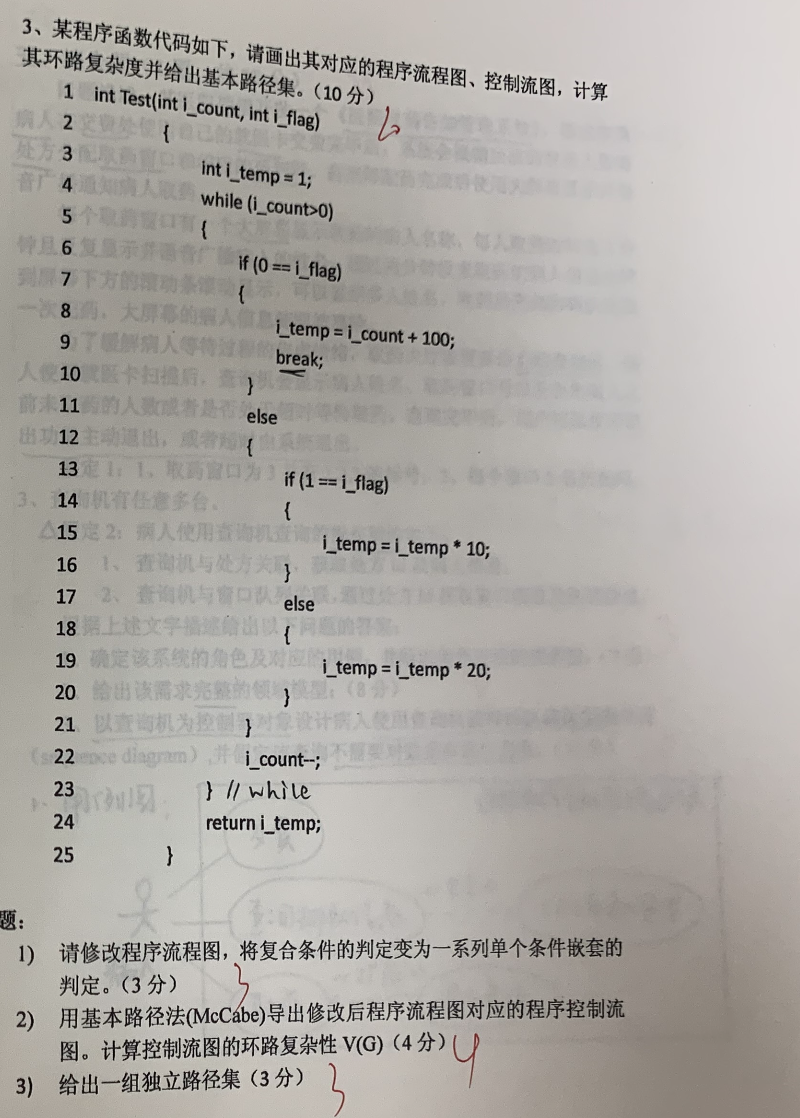 3、某程序函数代码如下，请画出其对应的程序流程图、控制流图，计算
其环路复杂度并给出基本路径集。（10 分）
1 int Test(int i_count, int i_flag)
2 {
3 int i_temp = 1;
4 while (i_count>0)
5 {
6 if (0 == i_flag)
7 {
8 i_temp = i_count + 100;
9 break;
10 }
11 else
12 {
13 if (1 == i_flag)
14 {
15 i_temp = i_temp * 10;
16 }
17 else
18 {
19 i_temp = i_temp * 20;
20 }
21 }
22 i_count--;
23 } // while
24 return i_temp;
25 }
题：
1) 请修改程序流程图，将复合条件的判定变为一系列单个条件嵌套的
判定。（3 分）
3
2) 用基本路径法(McCabe)导出修改后程序流程图对应的程序控制流
图。计算控制流图的环路复杂性 V(G)（4 分）
4
3) 给出一组独立路径集（3 分）
3